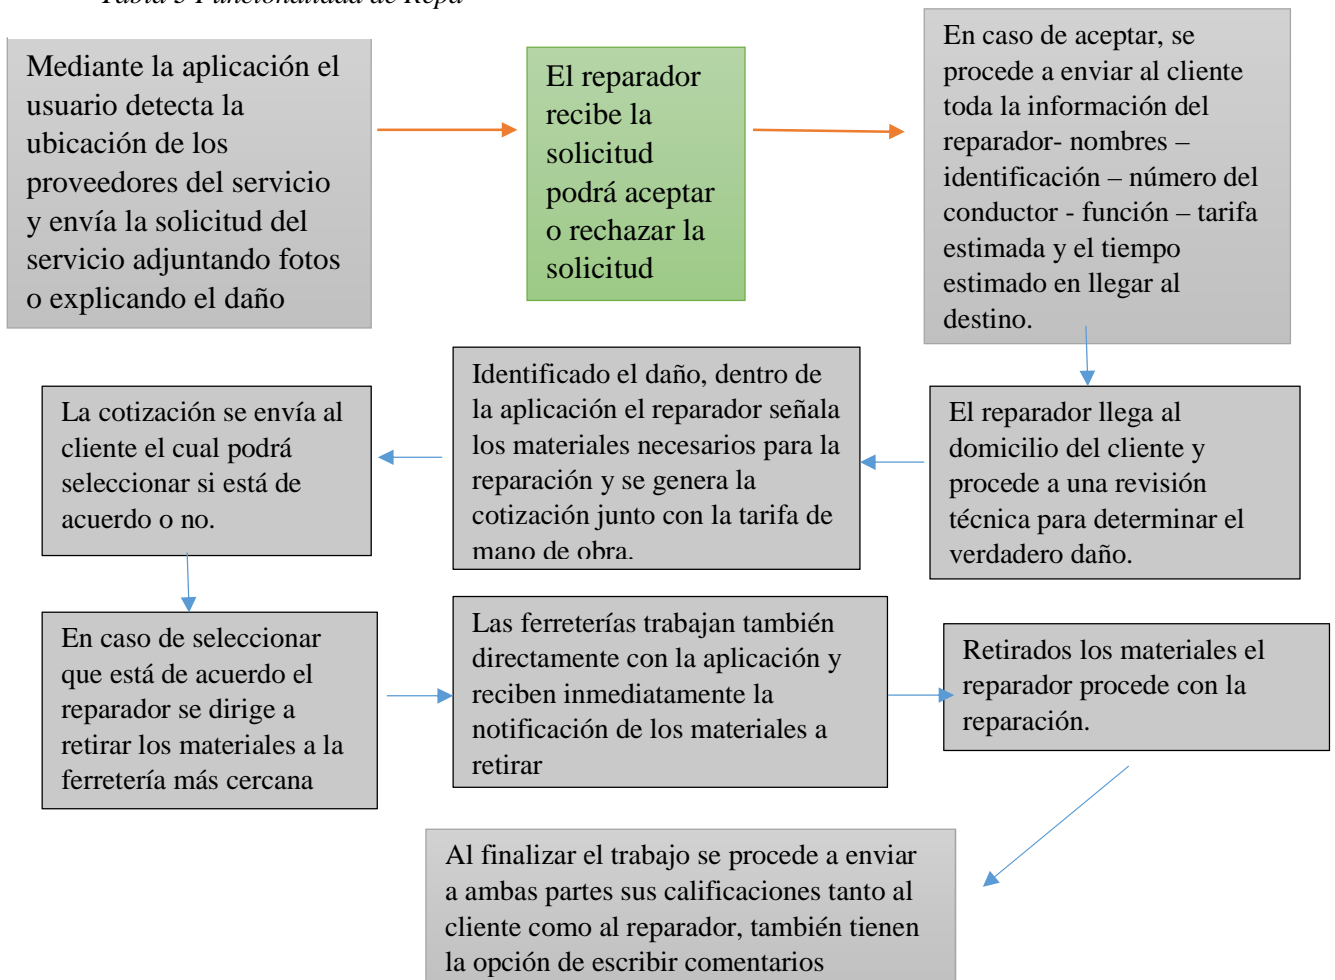 Tabla 3 Funcionalidad de Repa
Mediante la aplicación el
usuario detecta la
ubicación de los
proveedores del servicio
y envía la solicitud del
servicio adjuntando fotos
o explicando el daño
El reparador
recibe la
solicitud
podrá aceptar
o rechazar la
solicitud
En caso de aceptar, se
procede a enviar al cliente
toda la información del
reparador- nombres –
identificación – número del
conductor - función – tarifa
estimada y el tiempo
estimado en llegar al
destino.
El reparador llega al
domicilio del cliente y
procede a una revisión
técnica para determinar el
verdadero daño.
Identificado el daño, dentro de
la aplicación el reparador señala
los materiales necesarios para la
reparación y se genera la
cotización junto con la tarifa de
mano de obra.
La cotización se envía al
cliente el cual podrá
seleccionar si está de
acuerdo o no.
En caso de seleccionar
que está de acuerdo el
reparador se dirige a
retirar los materiales a la
ferretería más cercana
Las ferreterías trabajan también
directamente con la aplicación y
reciben inmediatamente la
notificación de los materiales a
retirar
Retirados los materiales el
reparador procede con la
reparación.
Al finalizar el trabajo se procede a enviar
a ambas partes sus calificaciones tanto al
cliente como al reparador, también tienen
la opción de escribir comentarios